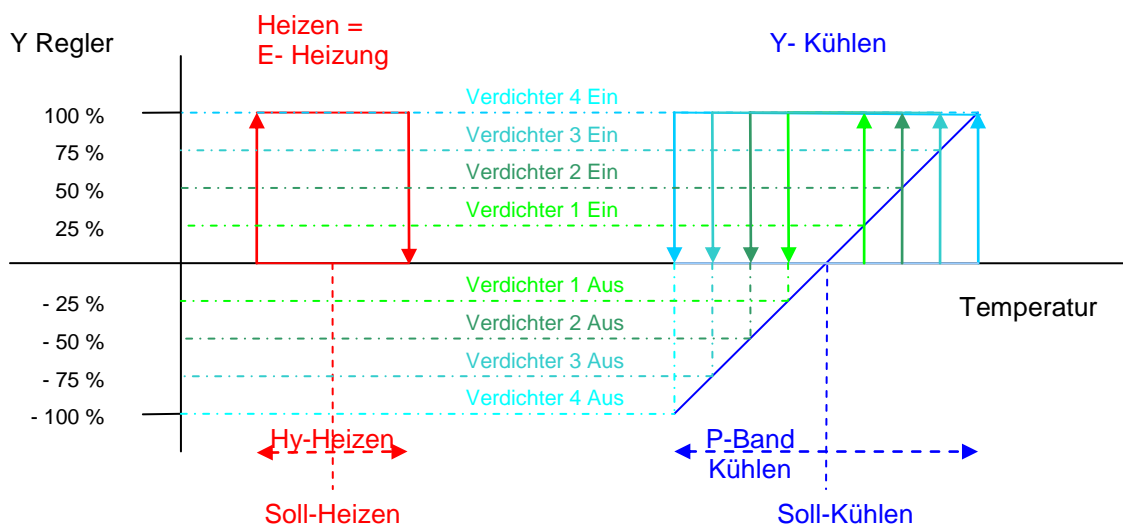 Heizen =
E- Heizung
Y Regler
Y- Kühlen
100 %
Verdichter 4 Ein
75 %
Verdichter 3 Ein
50 %
Verdichter 2 Ein
25 %
Verdichter 1 Ein
- 25 %
Verdichter 1 Aus
Temperatur
- 50 %
Verdichter 2 Aus
- 75 %
Verdichter 3 Aus
- 100 %
Verdichter 4 Aus
Hy-Heizen
P-Band
Kühlen
Soll-Heizen
Soll-Kühlen